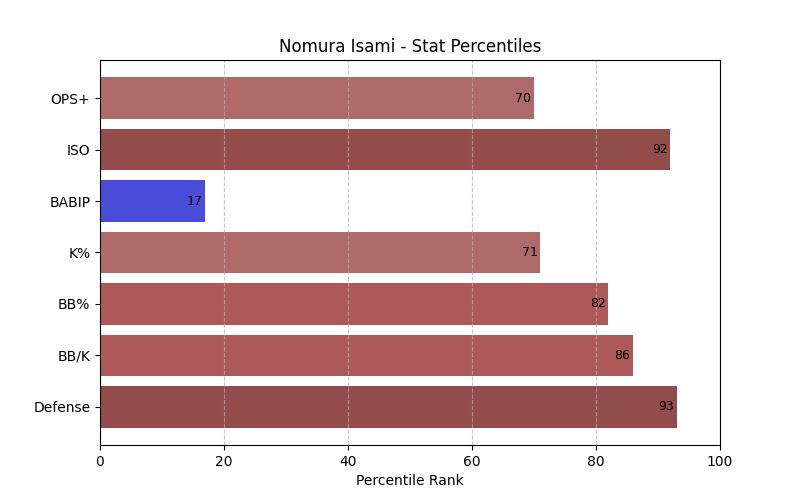 Nomura Isami - Stat Percentiles
OPS+ 70
ISO 92
BABIP 17
K% 71
BB% 82
BB/K 86
Defense 93
0 20 40 60 80 100
Percentile Rank